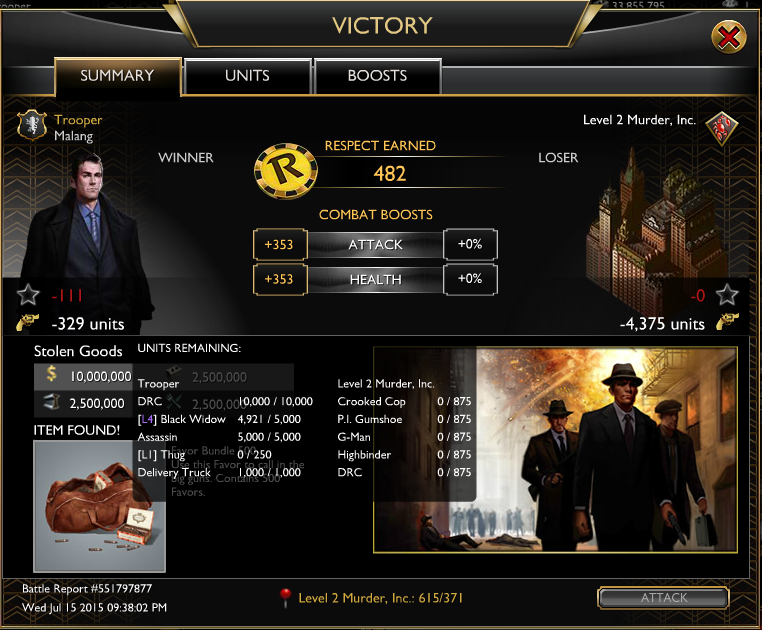 33,855,795
VICTORY
SUMMARY
UNITS
BOOSTS
Trooper
Malang
Level 2 Murder, Inc.
WINNER
RESPECT EARNED
LOSER
R
482
COMBAT BOOSTS
+353
ATTACK
+0%
+353
HEALTH
+0%
-111
-0
-329 units
-4,375 units
Stolen Goods
UNITS REMAINING:
10,000,000
2,500,000
2,500,000
2,500,000
Trooper
Level 2 Murder, Inc.
DRC 10,000 / 10,000
Crooked Cop 0 / 875
[L4] Black Widow 4,921 / 5,000
P.I. Gumshoe 0 / 875
Assassin 5,000 / 5,000
G-Man 0 / 875
[L1] Thug 0 / 250
Highbinder 0 / 875
Delivery Truck 1,000 / 1,000
DRC 0 / 875
ITEM FOUND!
Favor Bundle 500
Use this Favor to call in the
big guns. Contains 500
Favors.
Battle Report #551797877
Wed Jul 15 2015 09:38:02 PM
Level 2 Murder, Inc.: 615/371
ATTACK